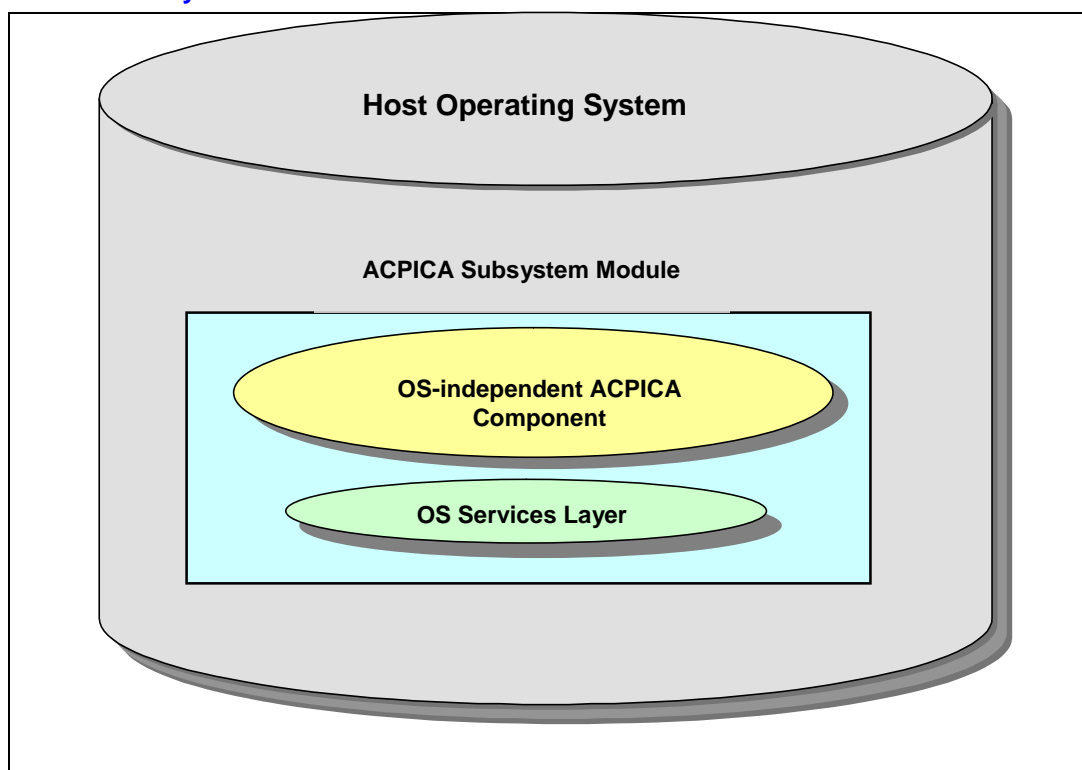 Host Operating System
ACPICA Subsystem Module
OS-independent ACPICA
Component
OS Services Layer